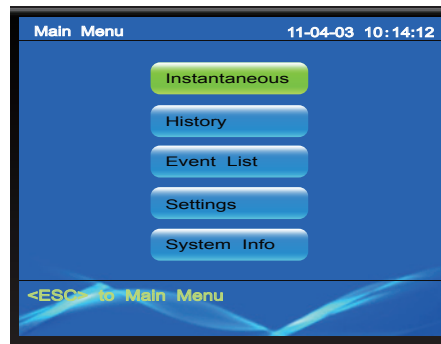 Main Menu 11-04-03 10:14:12
Instantaneous
History
Event List
Settings
System Info
<ESC> to Main Menu